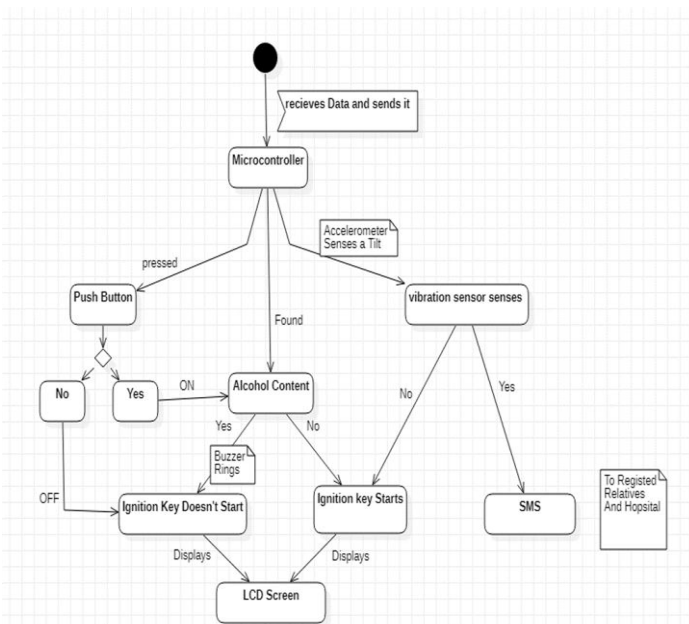 recieves Data and sends it
Microcontroller
Accelerometer
Senses a Tilt
pressed
Push Button
vibration sensor senses
Found
No
Yes
ON
Alcohol Content
No
Yes
Yes
No
Buzzer
Rings
OFF
Ignition Key Doesn't Start
Ignition key Starts
SMS
To Registed
Relatives
And Hopsital
Displays
Displays
LCD Screen